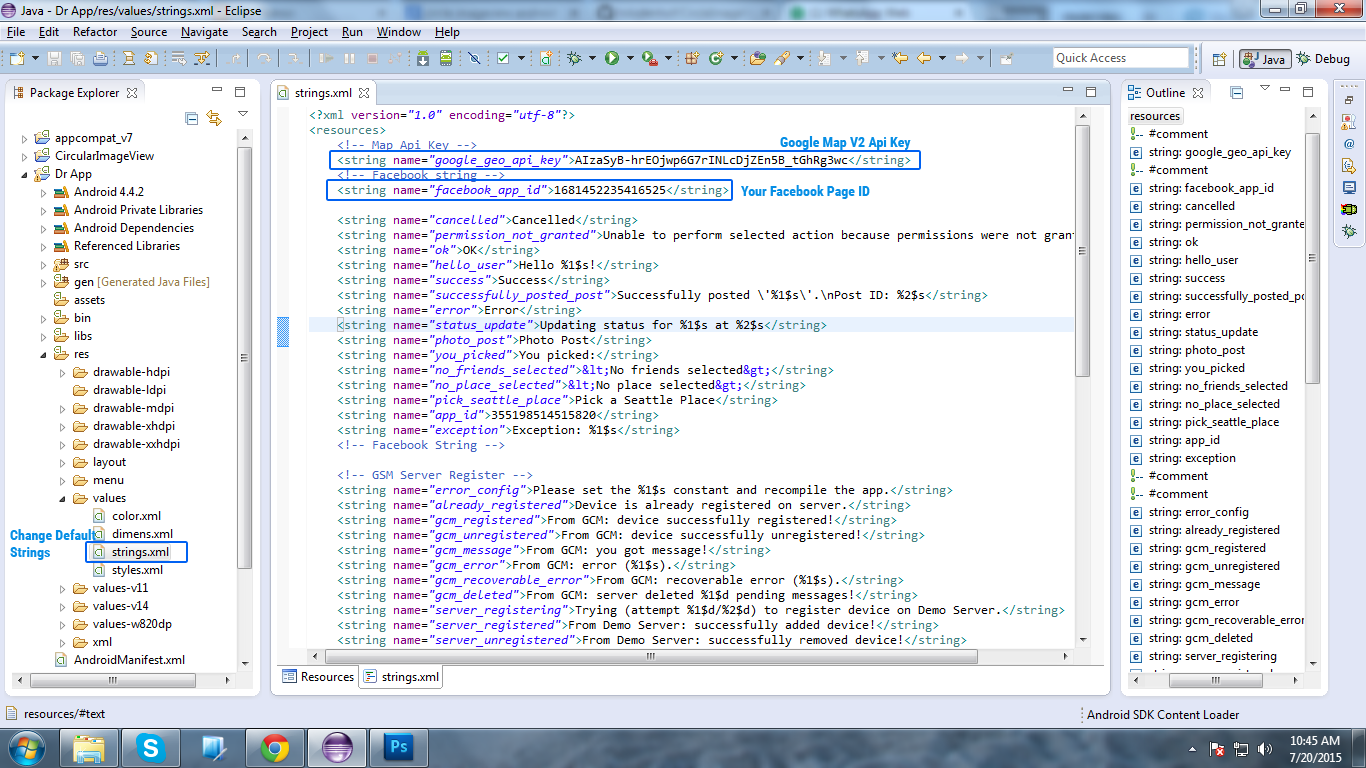 Java - Dr App/res/values/strings.xml - Eclipse
File Edit Refactor Source Navigate Search Project Run Window Help
Quick Access
Java
Debug
Package Explorer
appcompat_v7
CircularImageView
Dr App
Android 4.4.2
Android Private Libraries
Android Dependencies
Referenced Libraries
src
gen [Generated Java Files]
assets
bin
libs
res
drawable-hdpi
drawable-ldpi
drawable-mdpi
drawable-xhdpi
drawable-xxhdpi
layout
menu
values
color.xml
dimens.xml
strings.xml
styles.xml
values-v11
values-v14
values-w820dp
xml
AndroidManifest.xml
Change Default
Strings
strings.xml
<?xml version="1.0" encoding="utf-8"?>
<resources>
<!-- Map Api Key -->
Google Map V2 Api Key
<string name="google_geo_api_key">AIzaSyB-hrEOjwp6G7rINLcDjZEn5B_tGhRg3wc</string>
<!-- Facebook string -->
<string name="facebook_app_id">1681452235416525</string>
Your Facebook Page ID
<string name="cancelled">Cancelled</string>
<string name="permission_not_granted">Unable to perform selected action because permissions were not grant
<string name="ok">OK</string>
<string name="hello_user">Hello %1$s!</string>
<string name="success">Success</string>
<string name="successfully_posted_post">Successfully posted \'%1$s\'.\nPost ID: %2$s</string>
<string name="error">Error</string>
<string name="status_update">Updating status for %1$s at %2$s</string>
<string name="photo_post">Photo Post</string>
<string name="you_picked">You picked:</string>
<string name="no_friends_selected">&lt;No friends selected&gt;</string>
<string name="no_place_selected">&lt;No place selected&gt;</string>
<string name="pick_seattle_place">Pick a Seattle Place</string>
<string name="app_id">355198514515820</string>
<string name="exception">Exception: %1$s</string>
<!-- Facebook String -->
<!-- GSM Server Register -->
<string name="error_config">Please set the %1$s constant and recompile the app.</string>
<string name="already_registered">Device is already registered on server.</string>
<string name="gcm_registered">From GCM: device successfully registered!</string>
<string name="gcm_unregistered">From GCM: device successfully unregistered!</string>
<string name="gcm_message">From GCM: you got message!</string>
<string name="gcm_error">From GCM: error (%1$s).</string>
<string name="gcm_recoverable_error">From GCM: recoverable error (%1$s).</string>
<string name="gcm_deleted">From GCM: server deleted %1$d pending messages!</string>
<string name="server_registering">Trying (attempt %1$d/%2$d) to register device on Demo Server.</string>
<string name="server_registered">From Demo Server: successfully added device!</string>
<string name="server_unregistered">From Demo Server: successfully removed device!</string>
Resources
strings.xml
Outline
resources
#comment
string: google_geo_api_key
#comment
string: facebook_app_id
string: cancelled
string: permission_not_grante
string: ok
string: hello_user
string: success
string: successfully_posted_po
string: error
string: status_update
string: photo_post
string: you_picked
string: no_friends_selected
string: no_place_selected
string: pick_seattle_place
string: app_id
string: exception
#comment
#comment
string: error_config
string: already_registered
string: gcm_registered
string: gcm_unregistered
string: gcm_message
string: gcm_error
string: gcm_recoverable_error
string: gcm_deleted
string: server_registering
resources/#text
Android SDK Content Loader
Ps
10:45 AM
7/20/2015